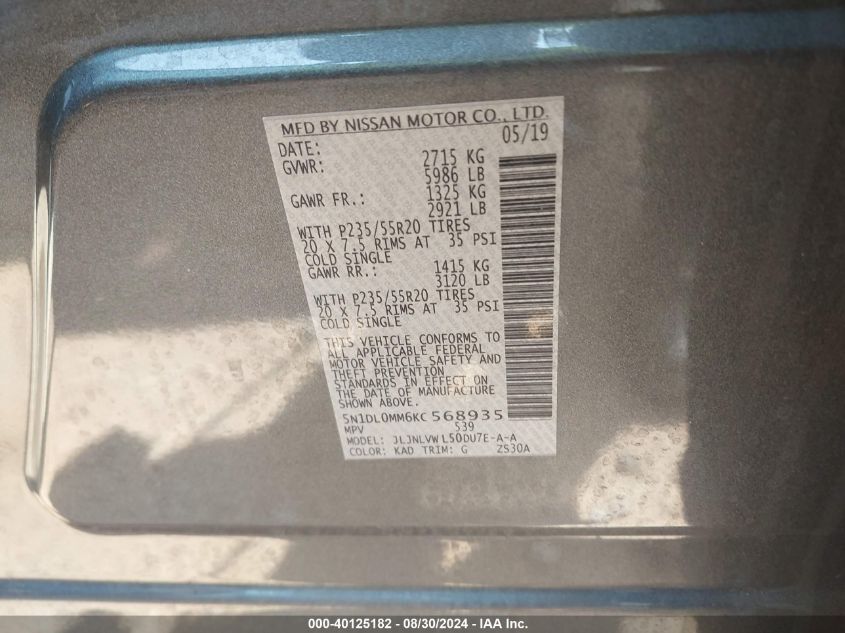 MFD BY NISSAN MOTOR CO., LTD.
DATE: 05/19
GVWR: 2715 KG
5986 LB
GAWR FR.: 1325 KG
2921 LB
WITH P235/55R20 TIRES
20 X 7.5 RIMS AT 35 PSI
COLD SINGLE
GAWR RR.: 1415 KG
3120 LB
WITH P235/55R20 TIRES
20 X 7.5 RIMS AT 35 PSI
COLD SINGLE
THIS VEHICLE CONFORMS TO
ALL APPLICABLE FEDERAL
MOTOR VEHICLE SAFETY AND
THEFT PREVENTION
STANDARDS IN EFFECT ON
THE DATE OF MANUFACTURE
SHOWN ABOVE.
5N1DL0MM6KC568935
MPV 539
MODEL: JLJNLVWL50DU7E-A-A
COLOR: KAD TRIM: G ZS30A
000-40125182 - 08/30/2024 - IAA Inc.